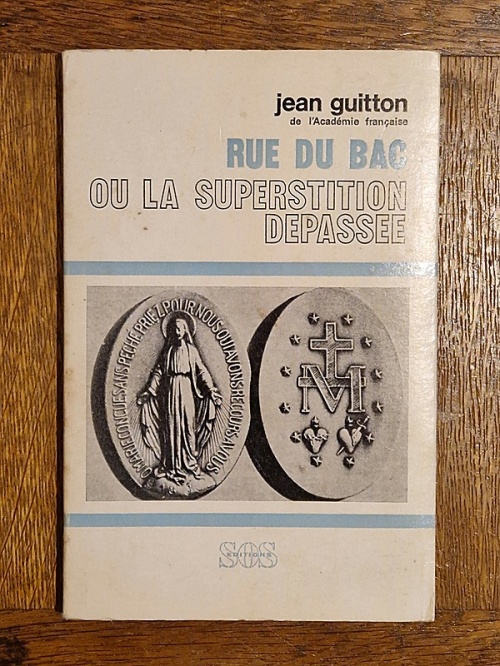 jean guitton
de l'Académie française
RUE DU BAC
OU LA SUPERSTITION
DEPASSEE
O MARIE CONÇUE SANS PECHE PRIEZ POUR NOUS QUI AVONS RECOURS A VOUS
M
SOS
EDITIONS